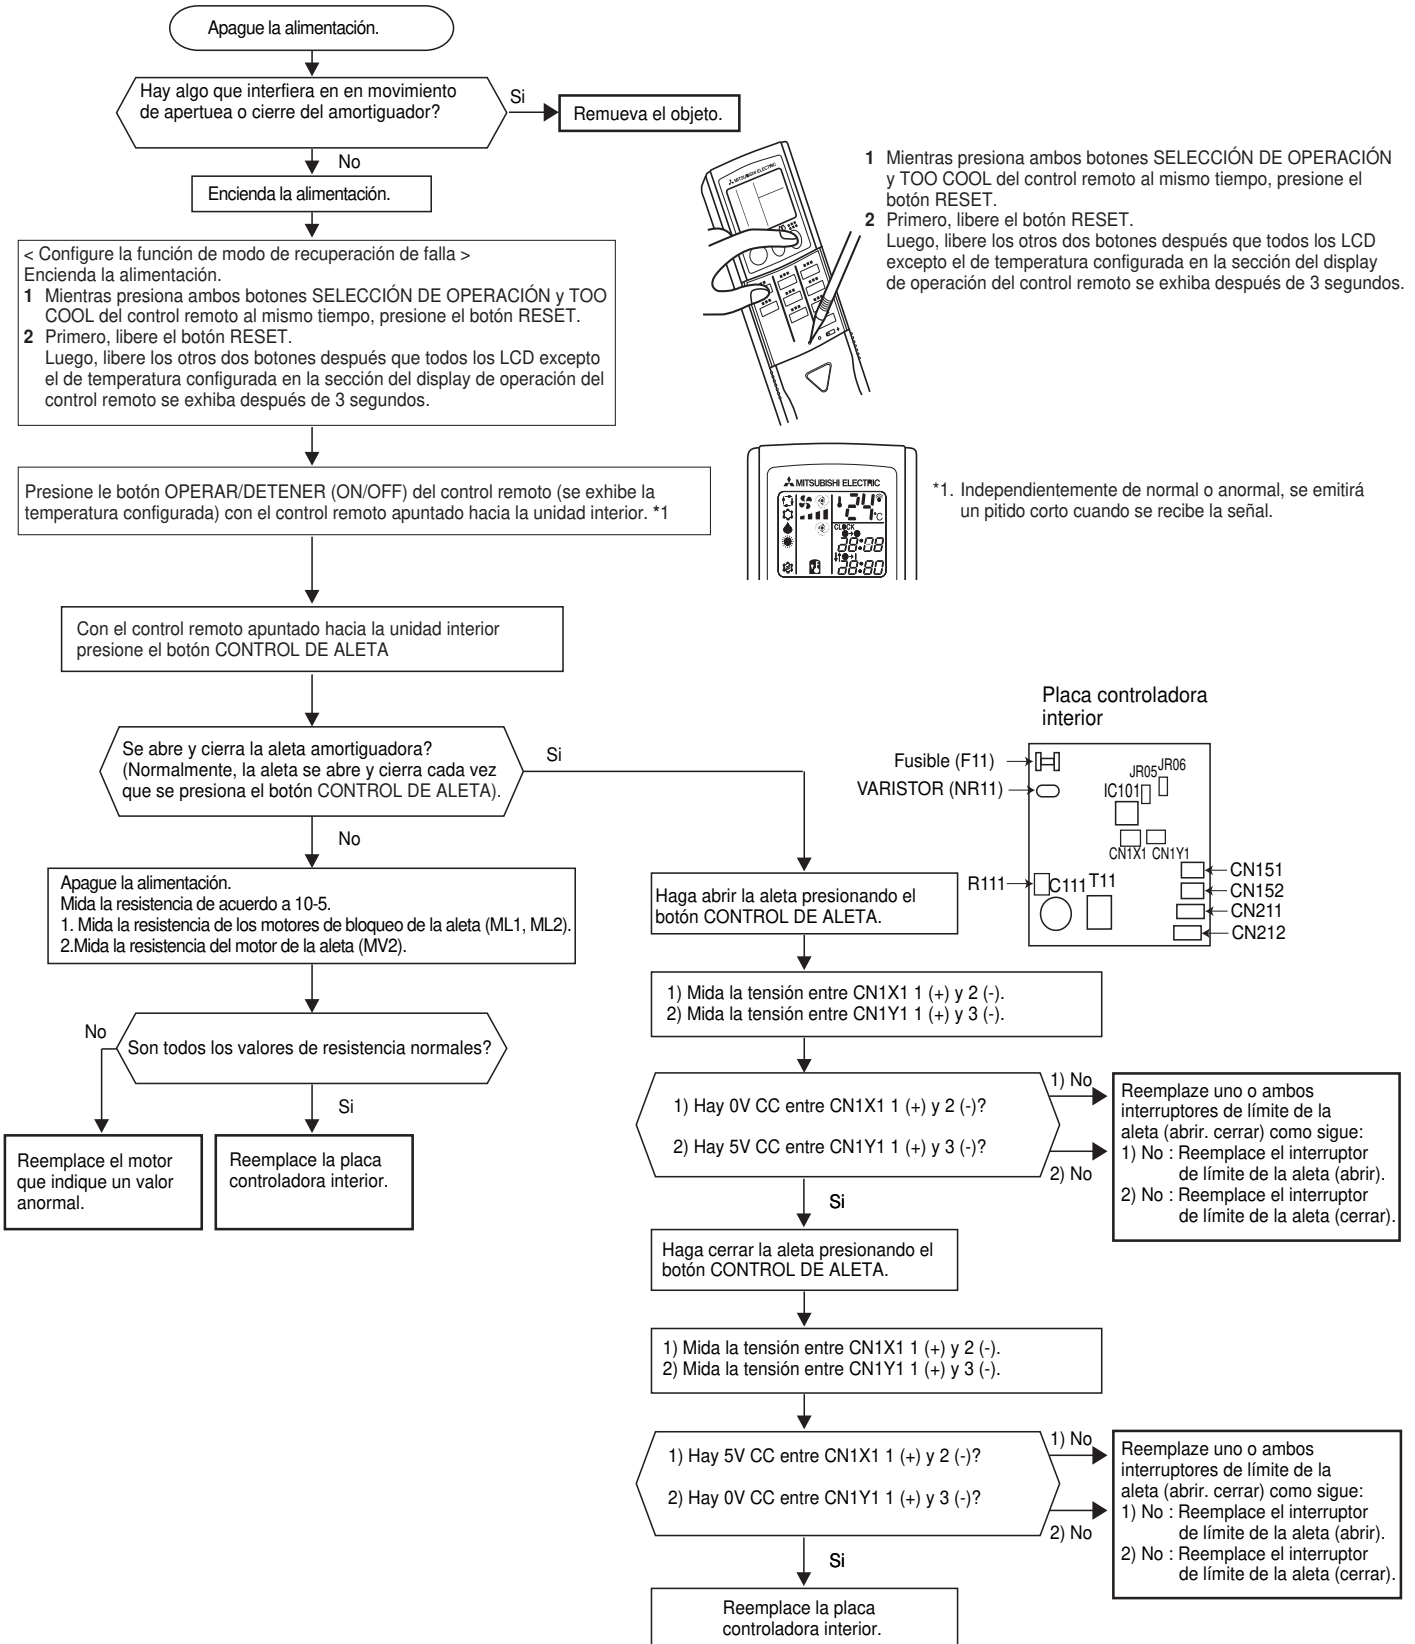 Apague la alimentación.
Hay algo que interfiera en en movimiento
de apertuea o cierre del amortiguador?
Si
Remueva el objeto.
No
Encienda la alimentación.
< Configure la función de modo de recuperación de falla >
Encienda la alimentación.
1 Mientras presiona ambos botones SELECCIÓN DE OPERACIÓN y TOO
COOL del control remoto al mismo tiempo, presione el botón RESET.
2 Primero, libere el botón RESET.
Luego, libere los otros dos botones después que todos los LCD excepto
el de temperatura configurada en la sección del display de operación del
control remoto se exhiba después de 3 segundos.
MITSUBISHI ELECTRIC
1 Mientras presiona ambos botones SELECCIÓN DE OPERACIÓN
y TOO COOL del control remoto al mismo tiempo, presione el
botón RESET.
2 Primero, libere el botón RESET.
Luego, libere los otros dos botones después que todos los LCD
excepto el de temperatura configurada en la sección del display
de operación del control remoto se exhiba después de 3 segundos.
Presione le botón OPERAR/DETENER (ON/OFF) del control remoto (se exhibe la
temperatura configurada) con el control remoto apuntado hacia la unidad interior. *1
MITSUBISHI ELECTRIC
24°C
CLOCK
28:08
28:80
*1. Independientemente de normal o anormal, se emitirá
un pitido corto cuando se recibe la señal.
Con el control remoto apuntado hacia la unidad interior
presione el botón CONTROL DE ALETA
Se abre y cierra la aleta amortiguadora?
(Normalmente, la aleta se abre y cierra cada vez
que se presiona el botón CONTROL DE ALETA).
Si
No
Placa controladora
interior
Fusible (F11)
VARISTOR (NR11)
JR05
JR06
IC101
CN1X1
CN1Y1
R111
C111
T11
CN151
CN152
CN211
CN212
Apague la alimentación.
Mida la resistencia de acuerdo a 10-5.
1. Mida la resistencia de los motores de bloqueo de la aleta (ML1, ML2).
2.Mida la resistencia del motor de la aleta (MV2).
No
Son todos los valores de resistencia normales?
Si
Reemplace el motor
que indique un valor
anormal.
Reemplace la placa
controladora interior.
Haga abrir la aleta presionando el
botón CONTROL DE ALETA.
1) Mida la tensión entre CN1X1 1 (+) y 2 (-).
2) Mida la tensión entre CN1Y1 1 (+) y 3 (-).
1) Hay 0V CC entre CN1X1 1 (+) y 2 (-)?
2) Hay 5V CC entre CN1Y1 1 (+) y 3 (-)?
1) No
2) No
Reemplaze uno o ambos
interruptores de límite de la
aleta (abrir. cerrar) como sigue:
1) No : Reemplace el interruptor
de límite de la aleta (abrir).
2) No : Reemplace el interruptor
de límite de la aleta (cerrar).
Si
Haga cerrar la aleta presionando el
botón CONTROL DE ALETA.
1) Mida la tensión entre CN1X1 1 (+) y 2 (-).
2) Mida la tensión entre CN1Y1 1 (+) y 3 (-).
1) Hay 5V CC entre CN1X1 1 (+) y 2 (-)?
2) Hay 0V CC entre CN1Y1 1 (+) y 3 (-)?
1) No
2) No
Reemplaze uno o ambos
interruptores de límite de la
aleta (abrir. cerrar) como sigue:
1) No : Reemplace el interruptor
de límite de la aleta (abrir).
2) No : Reemplace el interruptor
de límite de la aleta (cerrar).
Si
Reemplace la placa
controladora interior.